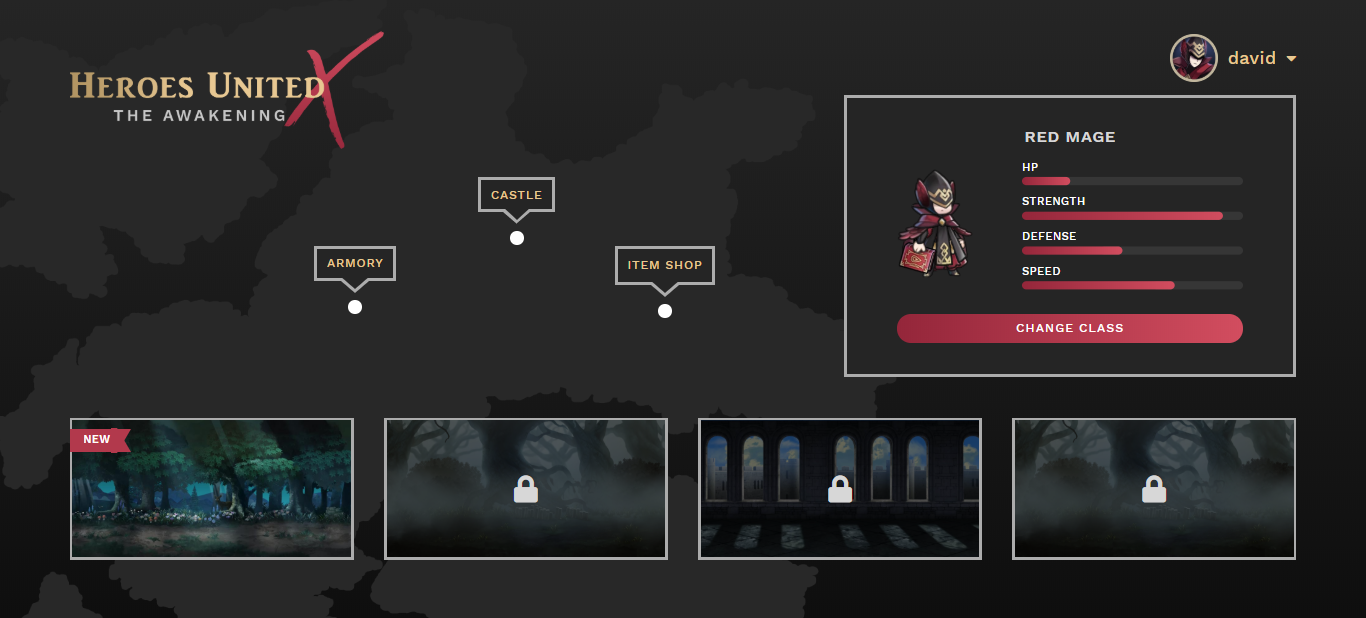 HEROES UNITED X
THE AWAKENING
david
RED MAGE
HP
STRENGTH
DEFENSE
SPEED
CHANGE CLASS
CASTLE
ARMORY
ITEM SHOP
NEW